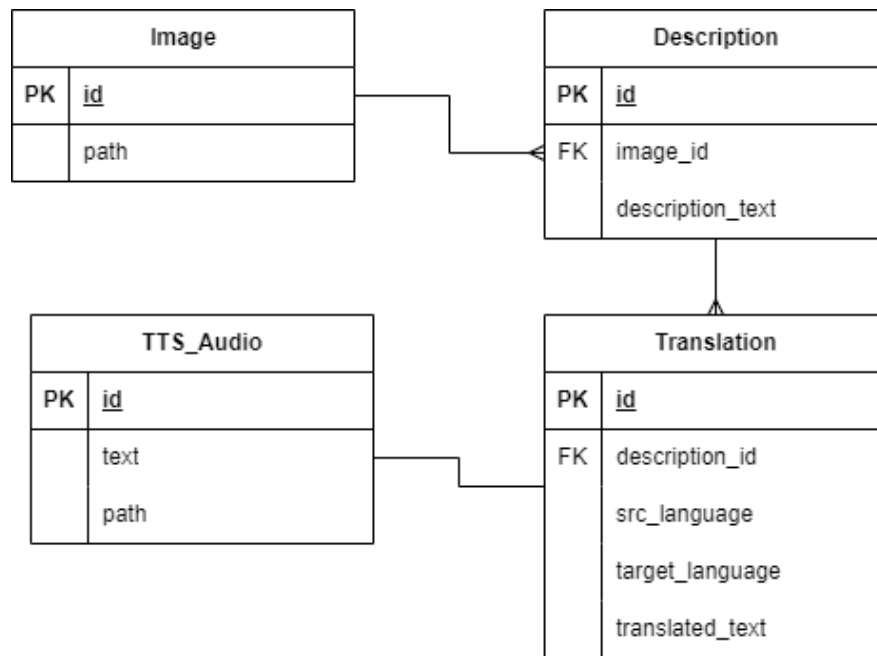 Image
PK id
path
Description
PK id
FK image_id
description_text
TTS_Audio
PK id
text
path
Translation
PK id
FK description_id
src_language
target_language
translated_text